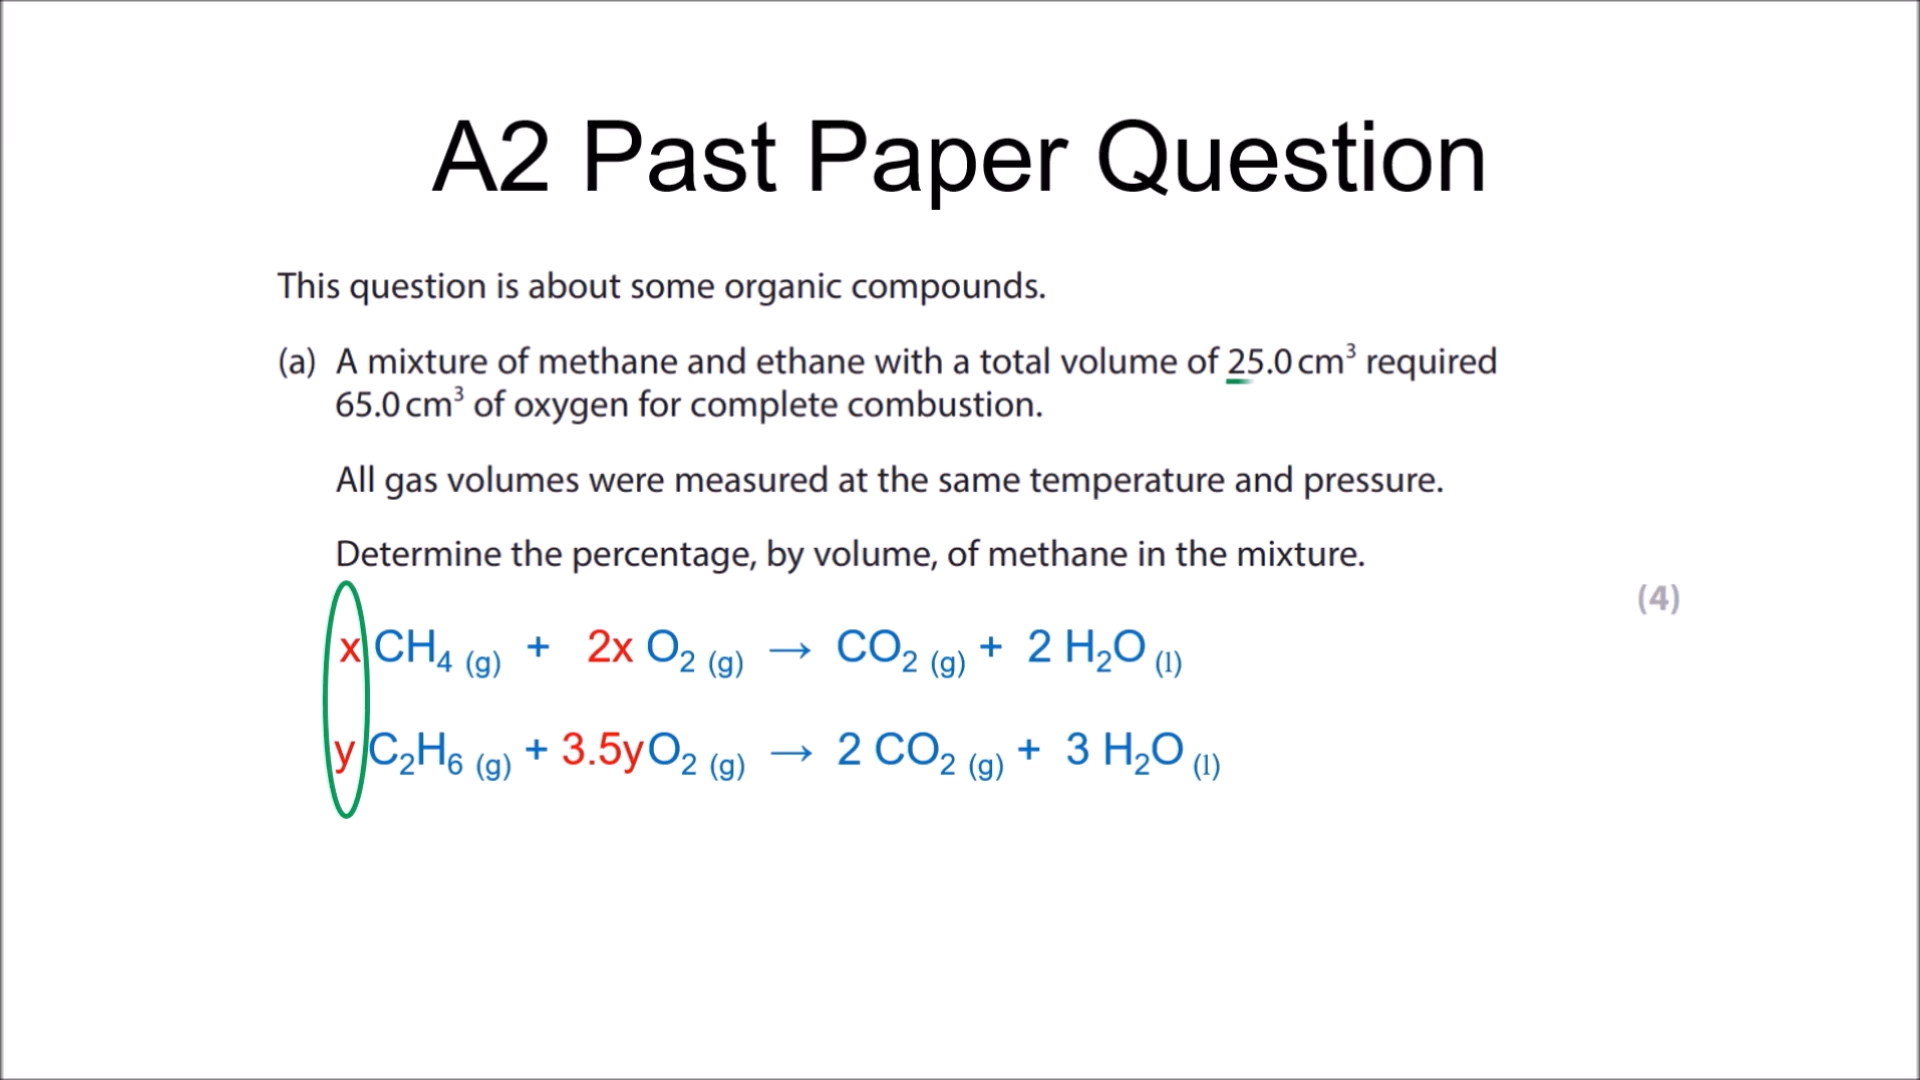 A2 Past Paper Question
This question is about some organic compounds.
(a) A mixture of methane and ethane with a total volume of 25.0 cm³ required
65.0 cm³ of oxygen for complete combustion.
All gas volumes were measured at the same temperature and pressure.
Determine the percentage, by volume, of methane in the mixture.
(4)
x CH₄ (g) + 2x O₂ (g) → CO₂ (g) + 2 H₂O (l)
y C₂H₆ (g) + 3.5y O₂ (g) → 2 CO₂ (g) + 3 H₂O (l)